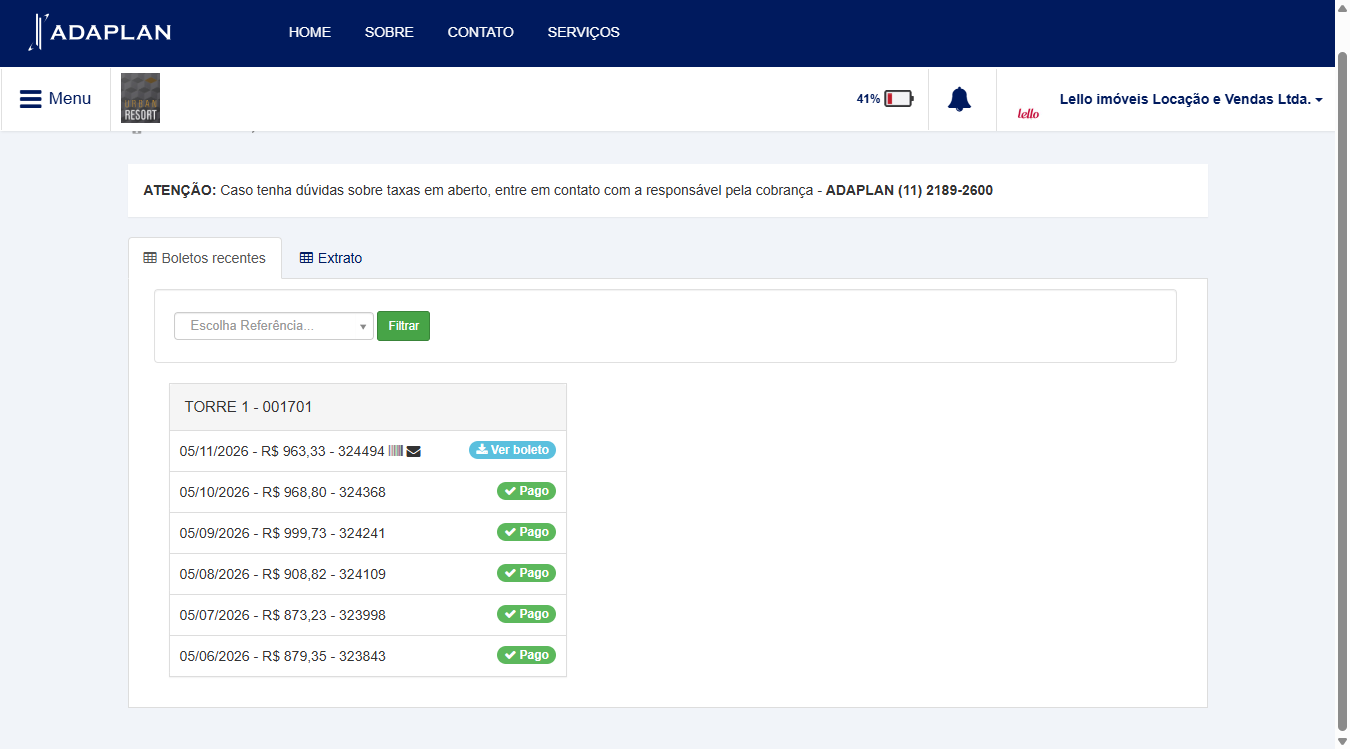 ADAPLAN HOME SOBRE CONTATO SERVIÇOS
Menu URBAN RESORT 41% lello Lello imóveis Locação e Vendas Ltda.
ATENÇÃO: Caso tenha dúvidas sobre taxas em aberto, entre em contato com a responsável pela cobrança - ADAPLAN (11) 2189-2600
Boletos recentes Extrato
Escolha Referência... Filtrar
TORRE 1 - 001701
05/11/2026 - R$ 963,33 - 324494 Ver boleto
05/10/2026 - R$ 968,80 - 324368 Pago
05/09/2026 - R$ 999,73 - 324241 Pago
05/08/2026 - R$ 908,82 - 324109 Pago
05/07/2026 - R$ 873,23 - 323998 Pago
05/06/2026 - R$ 879,35 - 323843 Pago